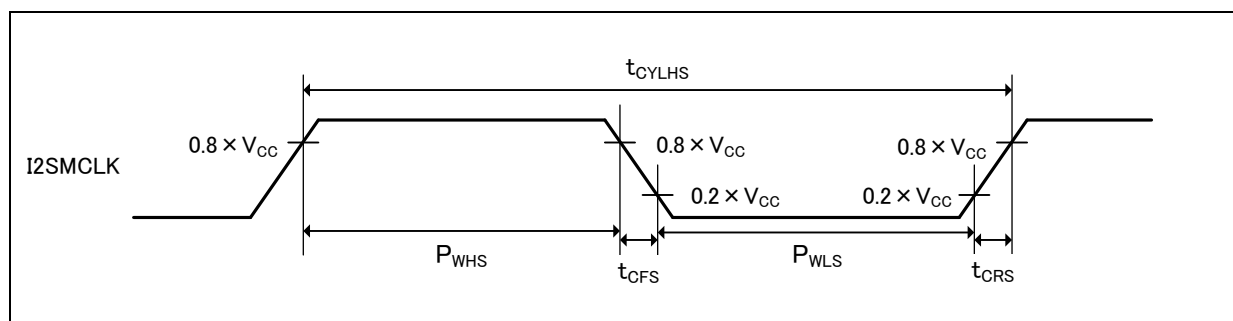 tCYLHS
0.8 × VCC
0.8 × VCC
0.8 × VCC
I2SMCLK
0.2 × VCC
0.2 × VCC
PWHS
PWLS
tCFS
tCRS